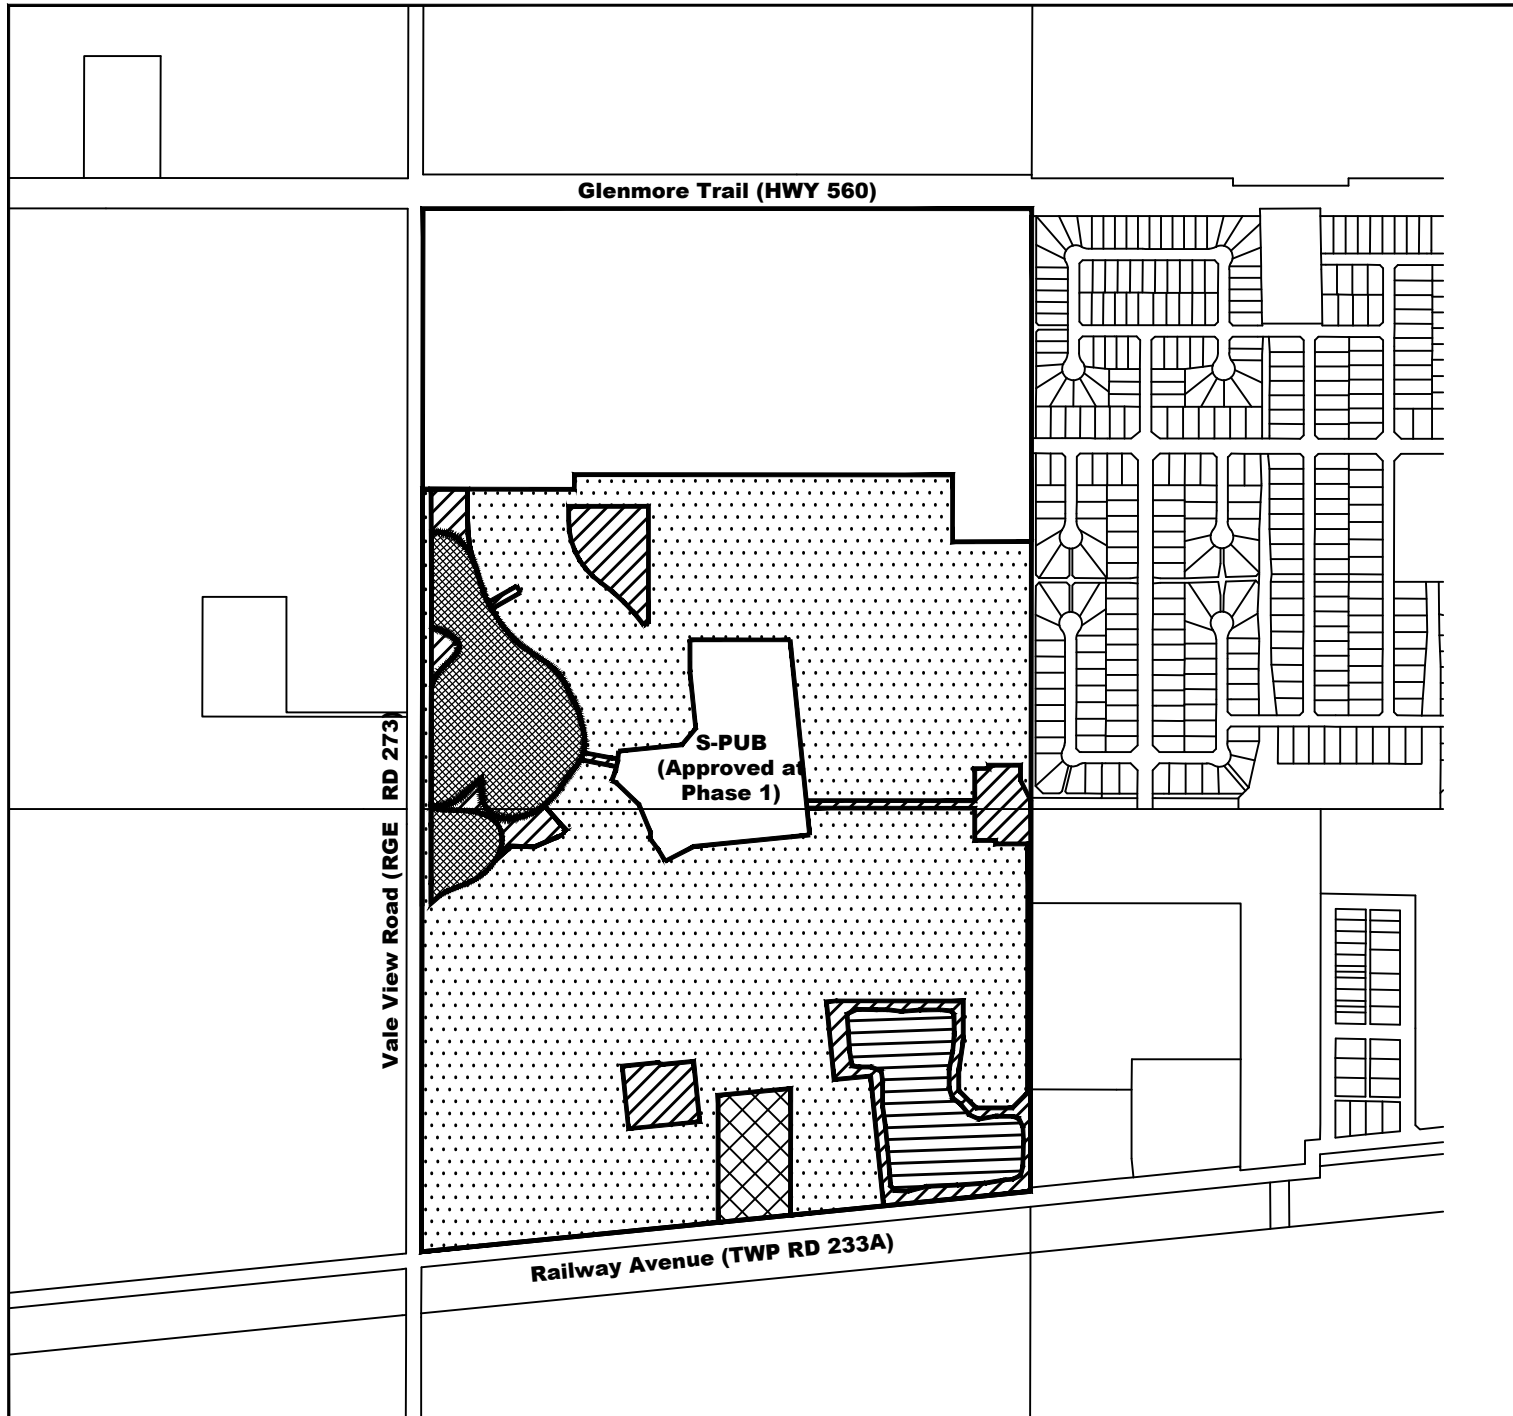 Glenmore Trail (HWY 560)
S-PUB
(Approved at
Phase 1)
Vale View Road (RGE RD 273)
Railway Avenue (TWP RD 233A)